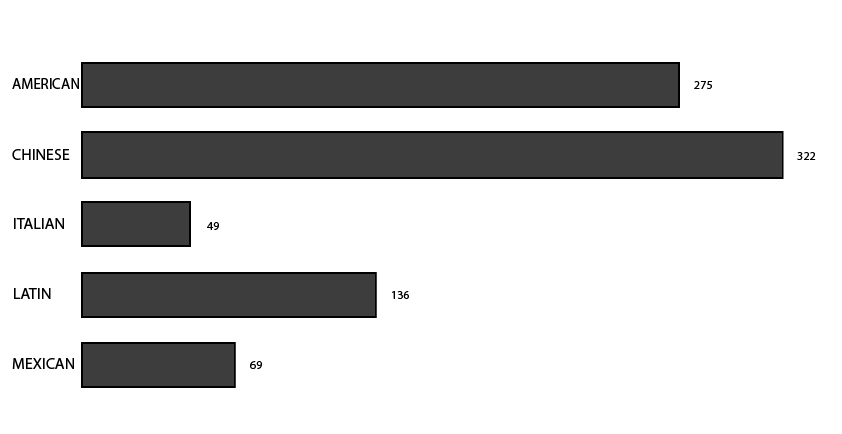 AMERICAN 275
CHINESE 322
ITALIAN 49
LATIN 136
MEXICAN 69